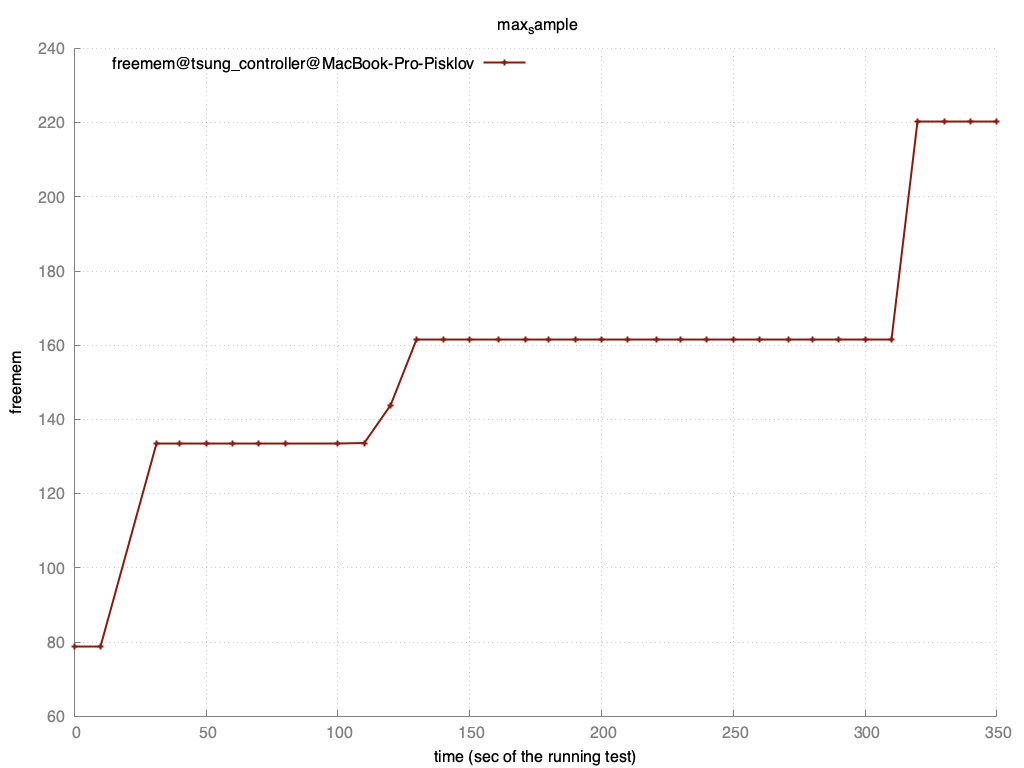 maxsample
freemem@tsung_controller@MacBook-Pro-Pisklov
240
220
200
180
160
140
120
100
80
60
freemem
0 50 100 150 200 250 300 350
time (sec of the running test)